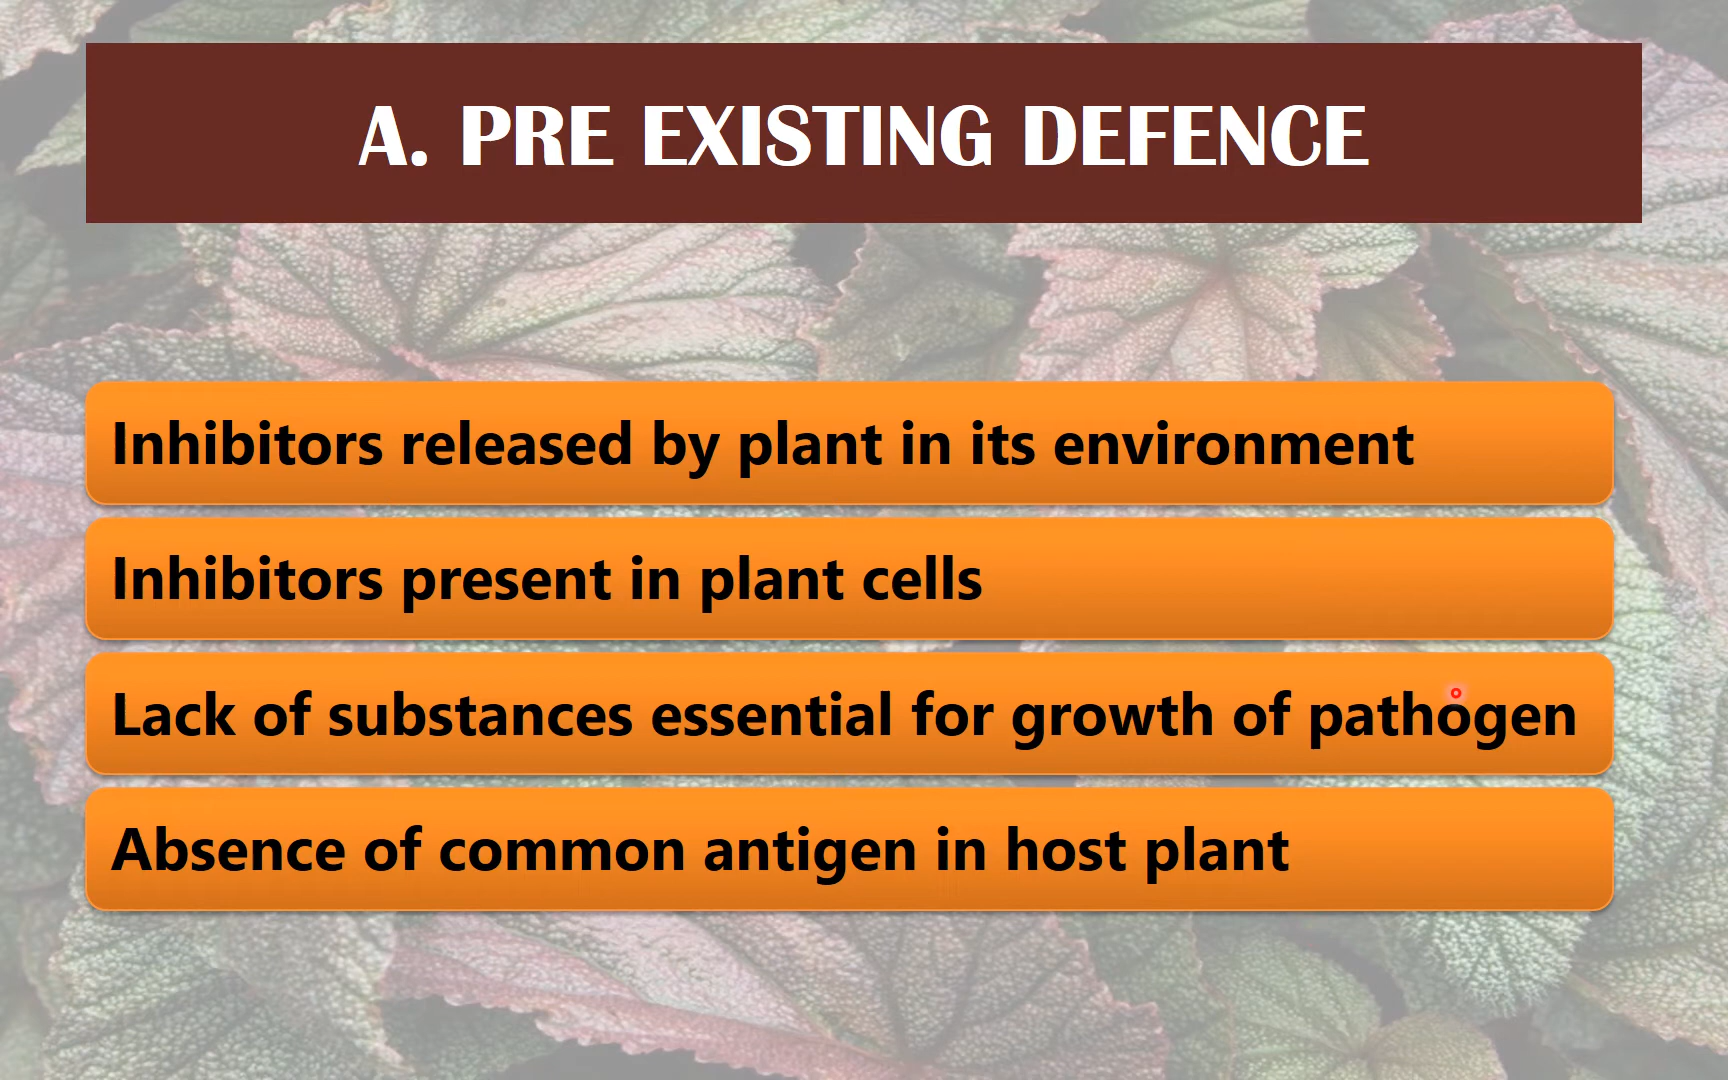 A. PRE EXISTING DEFENCE
Inhibitors released by plant in its environment
Inhibitors present in plant cells
Lack of substances essential for growth of pathogen
Absence of common antigen in host plant